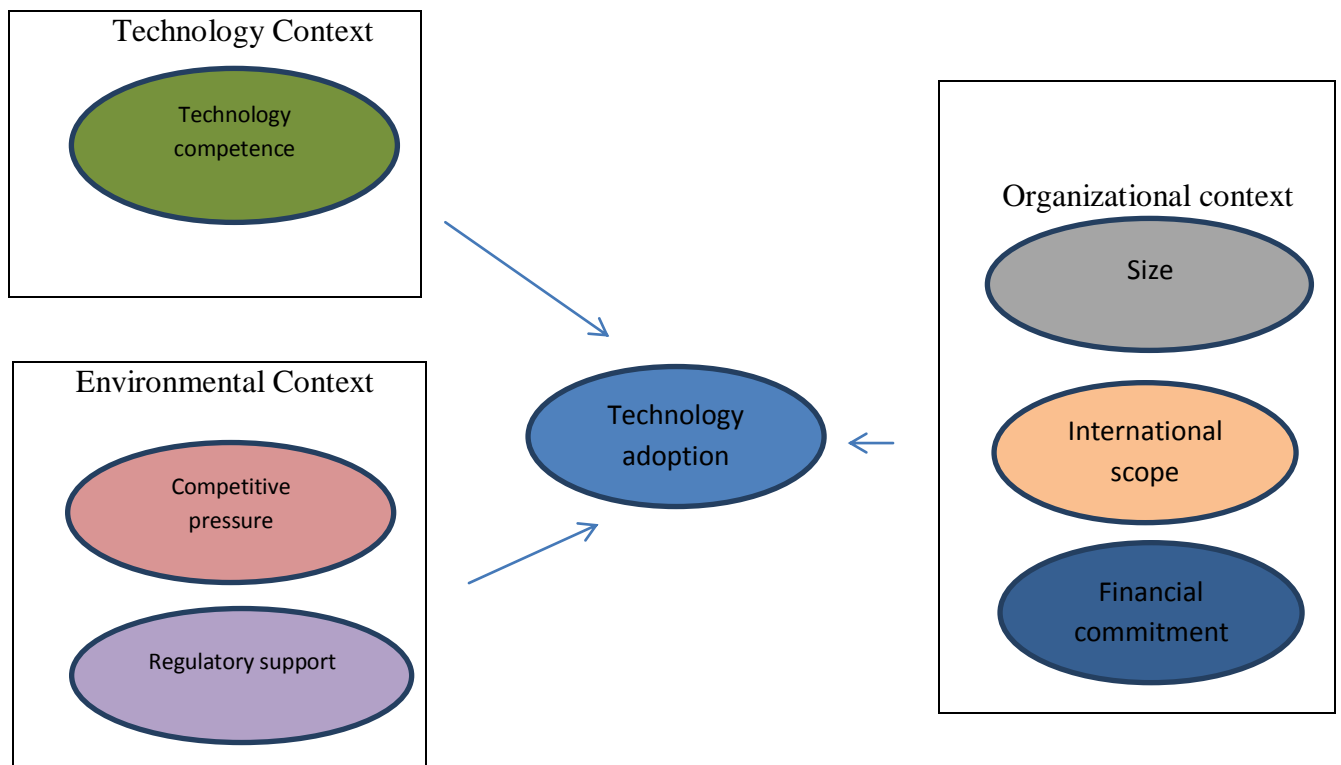 Technology Context
Technology
competence
Environmental Context
Competitive
pressure
Regulatory support
Technology
adoption
Organizational context
Size
International
scope
Financial
commitment